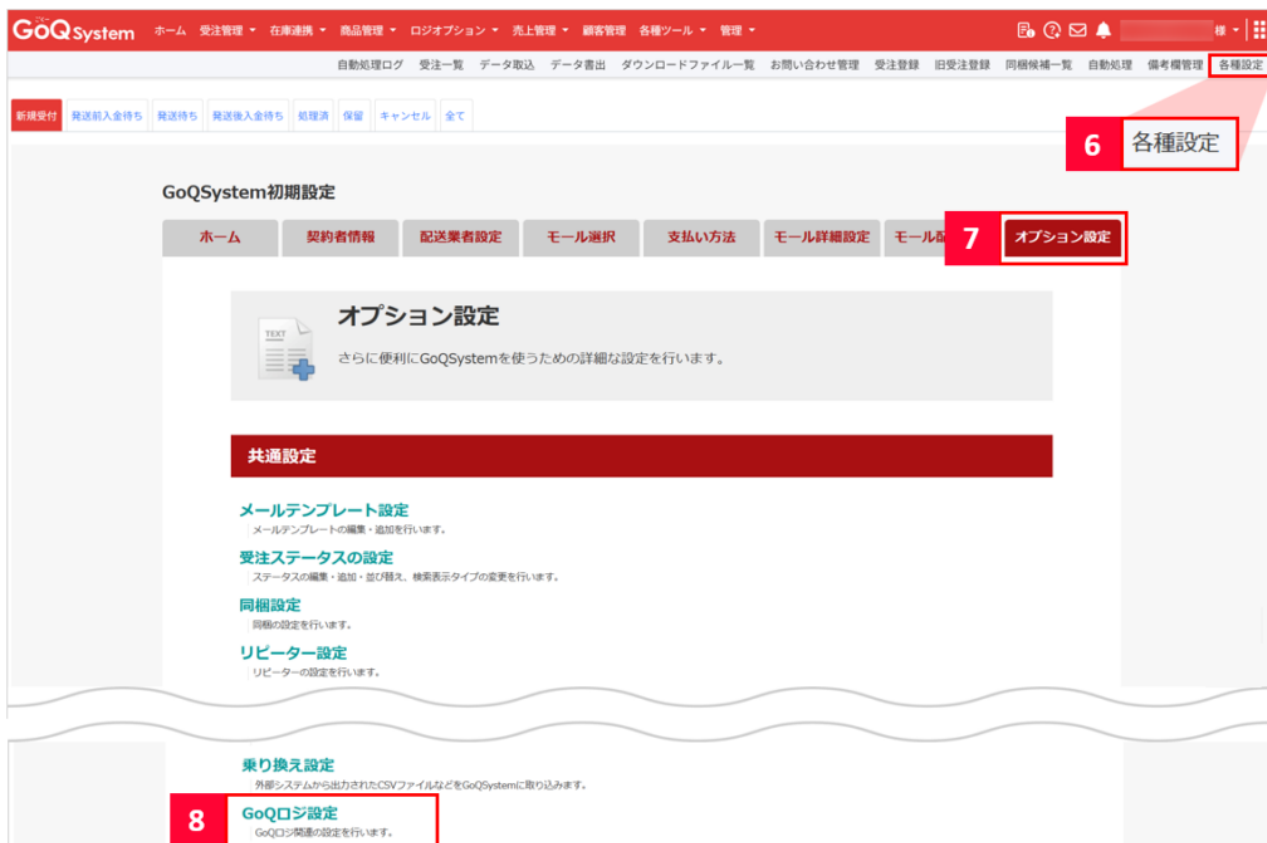 GoQSystem ホーム 受注管理 在庫連携 商品管理 ロジオプション 売上管理 顧客管理 各種ツール 管理 様
自動処理ログ 受注一覧 データ取込 データ書出 ダウンロードファイル一覧 お問い合わせ管理 受注登録 旧受注登録 同梱候補一覧 自動処理 備考欄管理 各種設定
新規受付 発送前入金待ち 発送待ち 発送後入金待ち 処理済 保留 キャンセル 全て
6 各種設定
GoQSystem初期設定
ホーム 契約者情報 配送業者設定 モール選択 支払い方法 モール詳細設定 モール配 7 オプション設定
TEXT
オプション設定
さらに便利にGoQSystemを使うための詳細な設定を行います。
共通設定
メールテンプレート設定
メールテンプレートの編集・追加を行います。
受注ステータスの設定
ステータスの編集・追加・並び替え、検索表示タイプの変更を行います。
同梱設定
同梱の設定を行います。
リピーター設定
リピーターの設定を行います。
乗り換え設定
外部システムから出力されたCSVファイルなどをGoQSystemに取り込みます。
8 GoQロジ設定
GoQロジ関連の設定を行います。